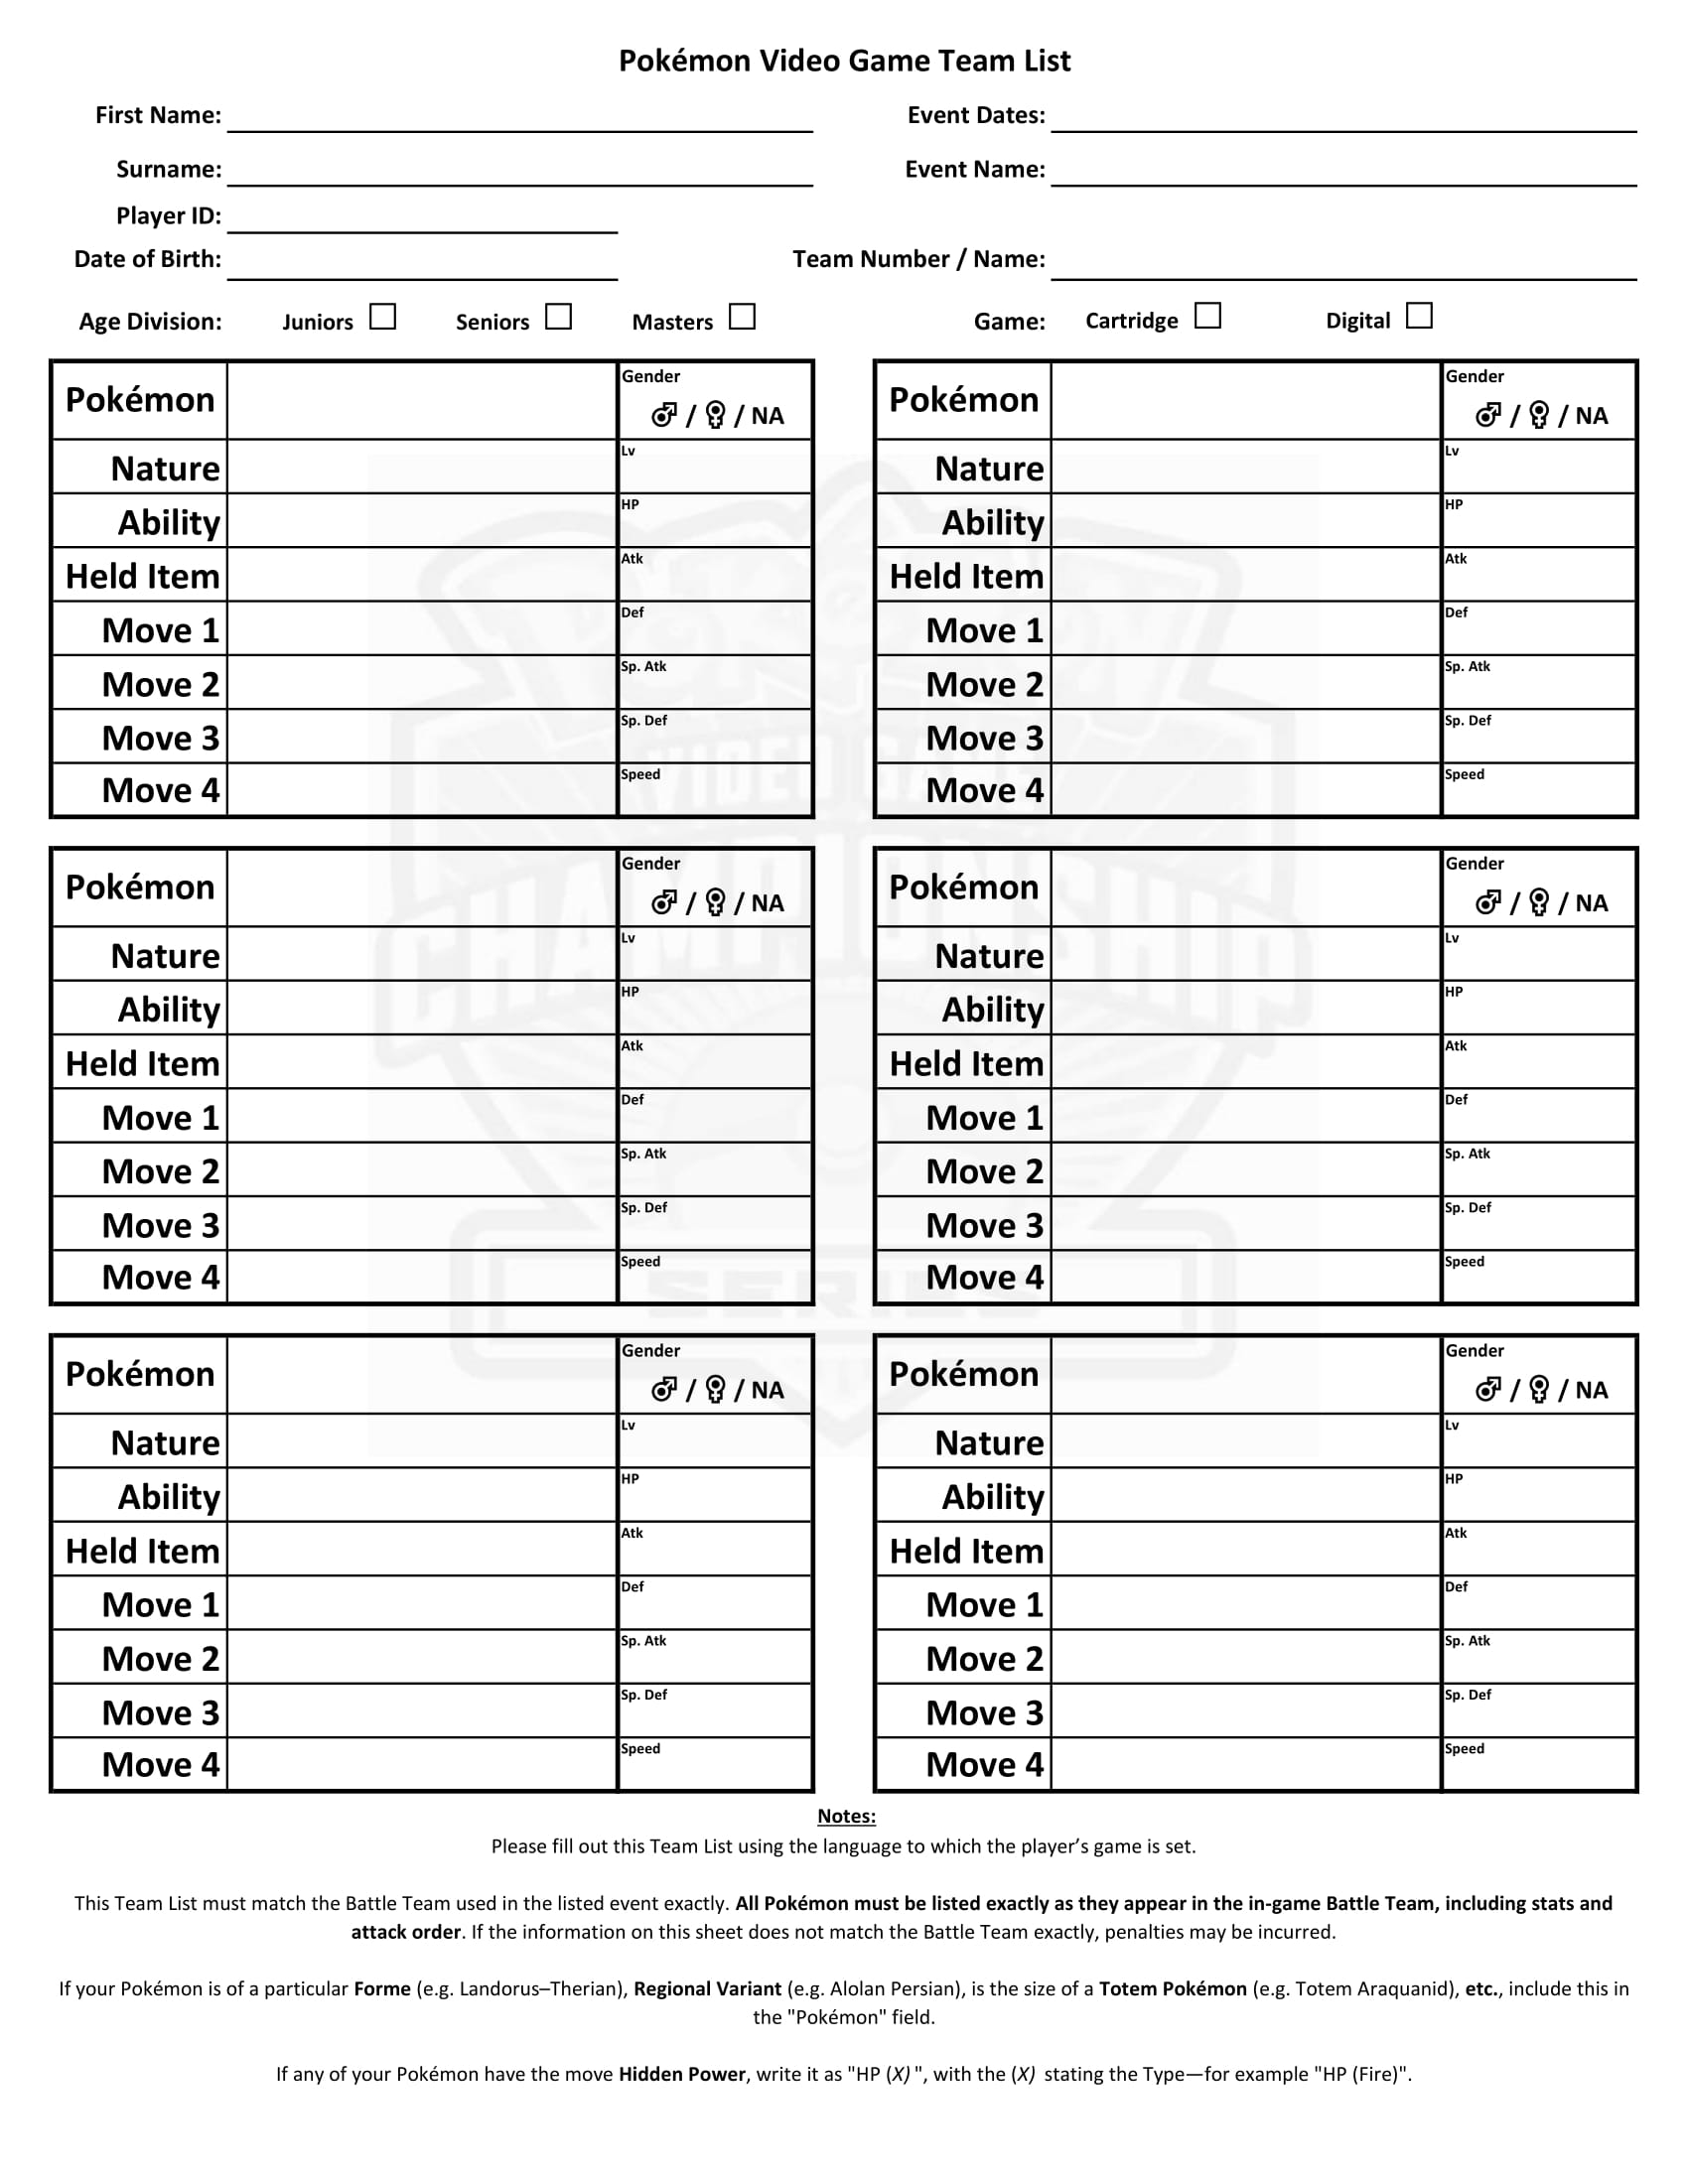 Pokémon Video Game Team List
First Name: Event Dates:
Surname: Event Name:
Player ID:
Date of Birth: Team Number / Name:
Age Division: Juniors Seniors Masters Game: Cartridge Digital
Pokémon Gender ♂ / ♀ / NA Pokémon Gender ♂ / ♀ / NA
Nature Lv Nature Lv
Ability HP Ability HP
Held Item Atk Held Item Atk
Move 1 Def Move 1 Def
Move 2 Sp. Atk Move 2 Sp. Atk
Move 3 Sp. Def Move 3 Sp. Def
Move 4 Speed Move 4 Speed
Pokémon Gender ♂ / ♀ / NA Pokémon Gender ♂ / ♀ / NA
Nature Lv Nature Lv
Ability HP Ability HP
Held Item Atk Held Item Atk
Move 1 Def Move 1 Def
Move 2 Sp. Atk Move 2 Sp. Atk
Move 3 Sp. Def Move 3 Sp. Def
Move 4 Speed Move 4 Speed
Pokémon Gender ♂ / ♀ / NA Pokémon Gender ♂ / ♀ / NA
Nature Lv Nature Lv
Ability HP Ability HP
Held Item Atk Held Item Atk
Move 1 Def Move 1 Def
Move 2 Sp. Atk Move 2 Sp. Atk
Move 3 Sp. Def Move 3 Sp. Def
Move 4 Speed Move 4 Speed
Notes:
Please fill out this Team List using the language to which the player’s game is set.
This Team List must match the Battle Team used in the listed event exactly. All Pokémon must be listed exactly as they appear in the in-game Battle Team, including stats and
attack order. If the information on this sheet does not match the Battle Team exactly, penalties may be incurred.
If your Pokémon is of a particular Forme (e.g. Landorus–Therian), Regional Variant (e.g. Alolan Persian), is the size of a Totem Pokémon (e.g. Totem Araquanid), etc., include this in
the "Pokémon" field.
If any of your Pokémon have the move Hidden Power, write it as "HP (X) ", with the (X) stating the Type—for example "HP (Fire)".
VIDEO GAME
CHAMPIONSHIP
SERIES